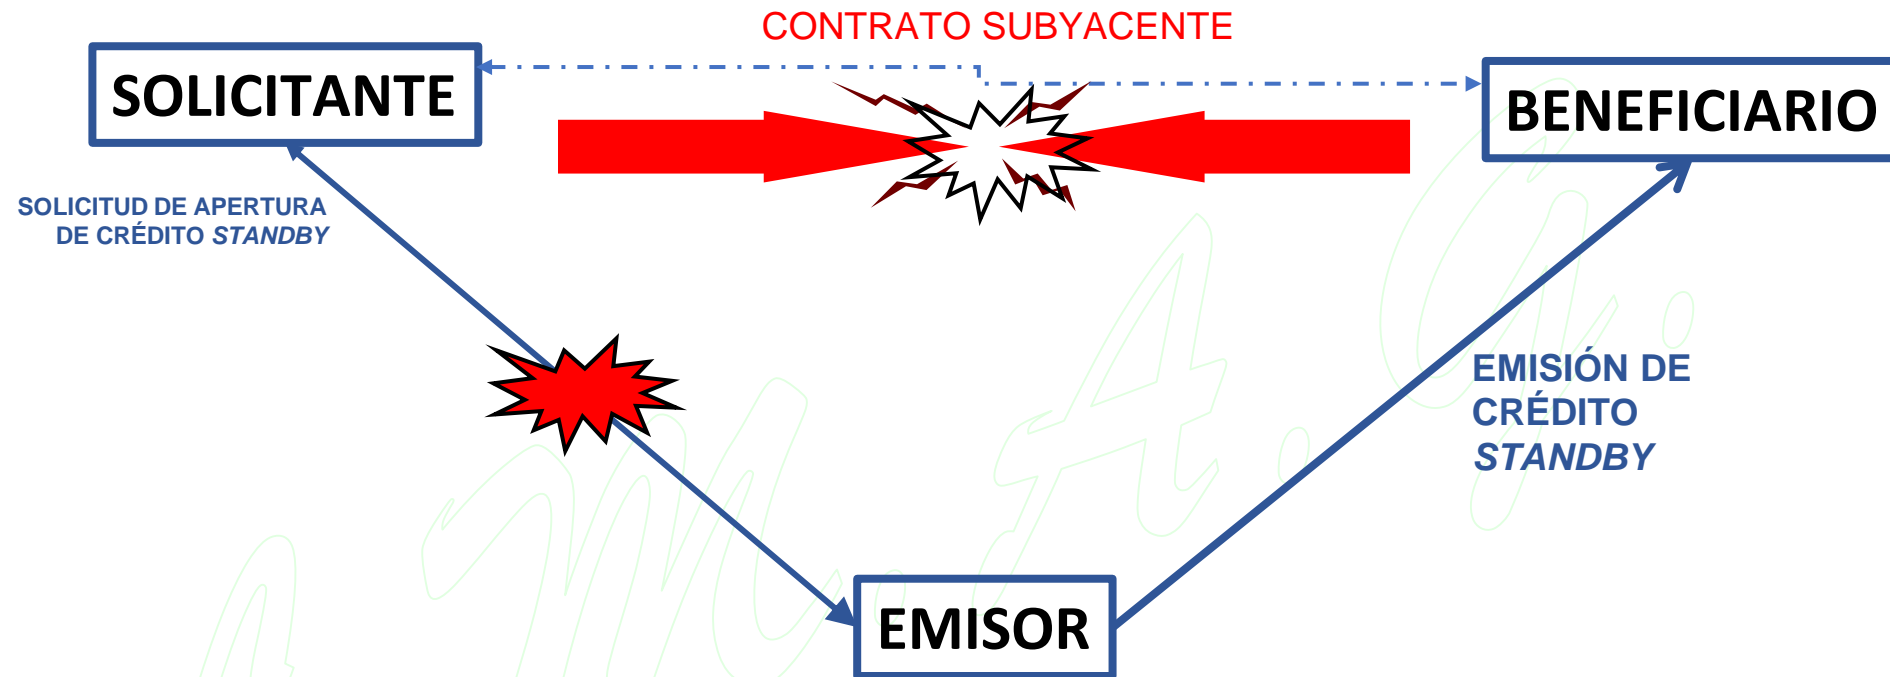 CONTRATO SUBYACENTE
SOLICITANTE
BENEFICIARIO
SOLICITUD DE APERTURA
DE CRÉDITO STANDBY
EMISIÓN DE
CRÉDITO
STANDBY
EMISOR